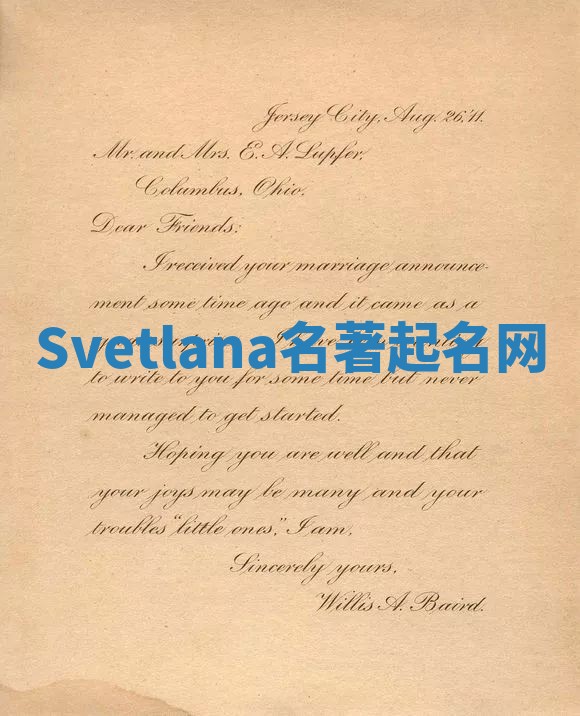 Jersey City, Aug. 26, '11.
Mr. and Mrs. E. A. Lupfer,
Columbus, Ohio.
Dear Friends:
I received your marriage announce-
ment some time ago and it came as a
Svetlana名著起名网
to write to you for some time but never
managed to get started.
Hoping you are well and that
your joys may be many and your
troubles "little ones," I am,
Sincerely yours,
Willis A. Baird.